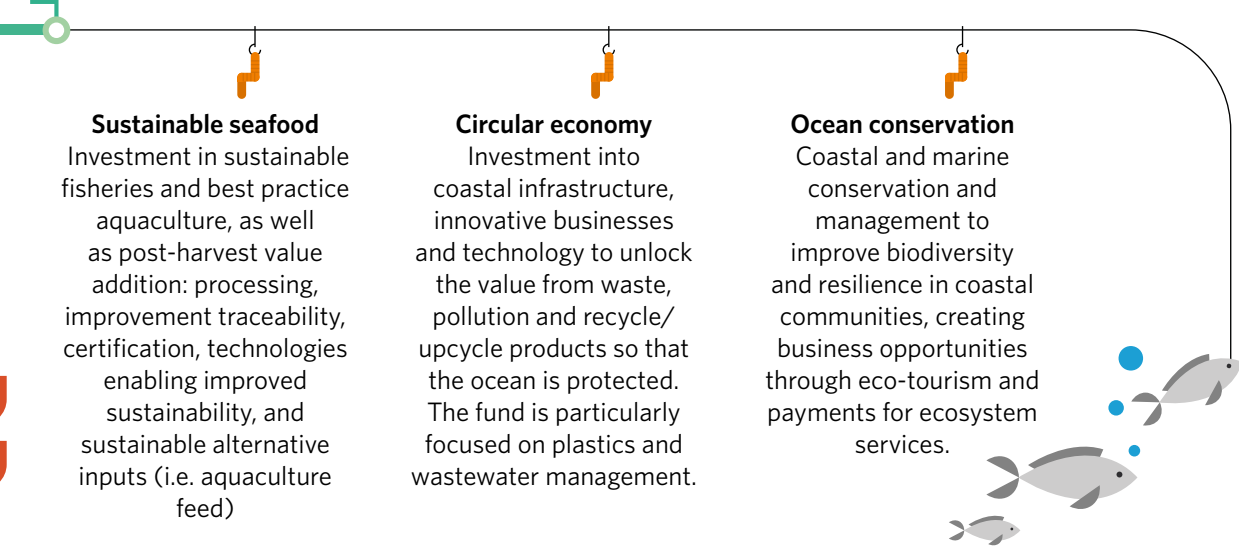 Sustainable seafood
Investment in sustainable
fisheries and best practice
aquaculture, as well
as post-harvest value
addition: processing,
improvement traceability,
certification, technologies
enabling improved
sustainability, and
sustainable alternative
inputs (i.e. aquaculture
feed)
Circular economy
Investment into
coastal infrastructure,
innovative businesses
and technology to unlock
the value from waste,
pollution and recycle/
upcycle products so that
the ocean is protected.
The fund is particularly
focused on plastics and
wastewater management.
Ocean conservation
Coastal and marine
conservation and
management to
improve biodiversity
and resilience in coastal
communities, creating
business opportunities
through eco-tourism and
payments for ecosystem
services.